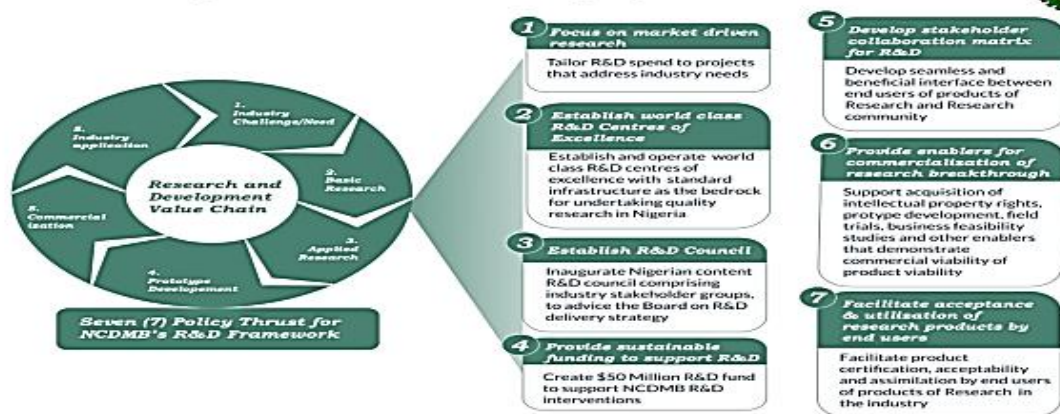 1.
Industry
Challenge/Need
2.
Basic
Research
3.
Applied
Research
4.
Prototype
Developement
5.
Commercial
ization
Industry
application
Research and
Development
Value Chain
Seven (7) Policy Thrust for
NCDMB's R&D Framework
1
Focus on market driven
research
Tailor R&D spend to projects
that address industry needs
2
Establish world class
R&D Centres of
Excellence
Establish and operate world
class R&D centres of
excellence with standard
infrastructure as the bedrock
for undertaking quality
research in Nigeria
3
Establish R&D Council
Inaugurate Nigerian content
R&D council comprising
industry stakeholder groups,
to advice the Board on R&D
delivery strategy
4
Provide sustainable
funding to support R&D
Create $50 Million R&D fund
to support NCDMB R&D
interventions
5
Develop stakeholder
collaboration matrix
for R&D
Develop seamless and
beneficial interface between
end users of products of
Research and Research
community
6
Provide enablers for
commercialization of
research breakthrough
Support acquisition of
intellectual property rights,
protype development, field
trials, business feasibility
studies and other enablers
that demonstrate
commercial viability of
product viability
7
Facilitate acceptance
& utilisation of
research products by
end users
Facilitate product
certification, acceptability
and assimilation by end users
of products of Research in
the industry